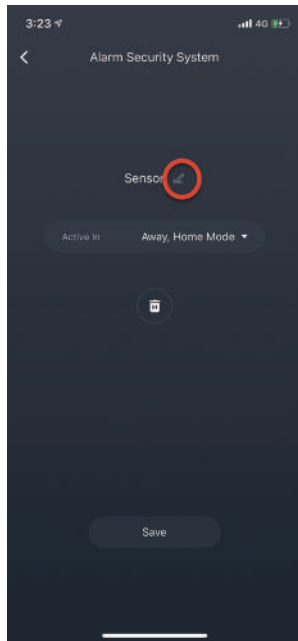 3:23
4G
Alarm Security System
Sensor
Active In
Away, Home Mode
Save